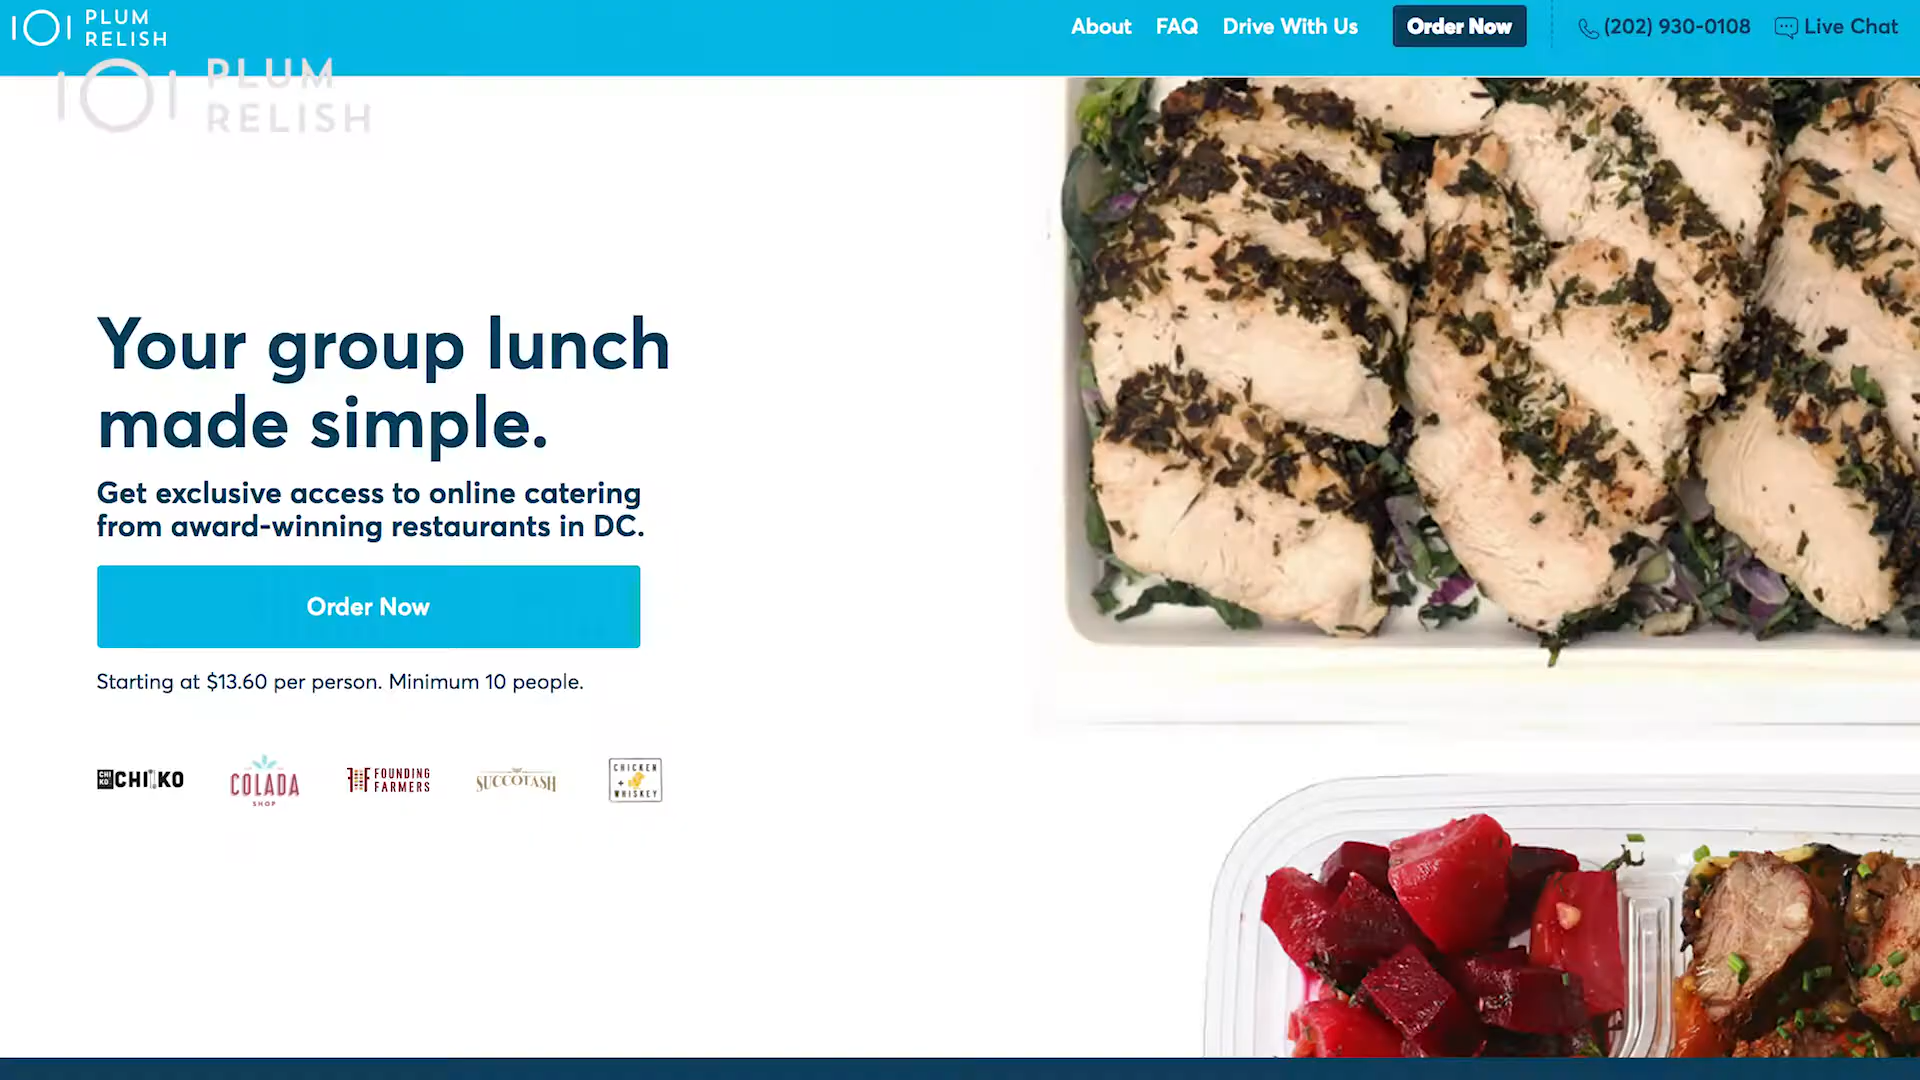 PLUM
RELISH
About
FAQ
Drive With Us
Order Now
(202) 930-0108
Live Chat
PLUM
RELISH
Your group lunch
made simple.
Get exclusive access to online catering
from award-winning restaurants in DC.
Order Now
Starting at $13.60 per person. Minimum 10 people.
CHI
KO
CHIKO
COLADA
SHOP
FOUNDING
FARMERS
SUCCOTASH
CHICKEN
+
WHISKEY